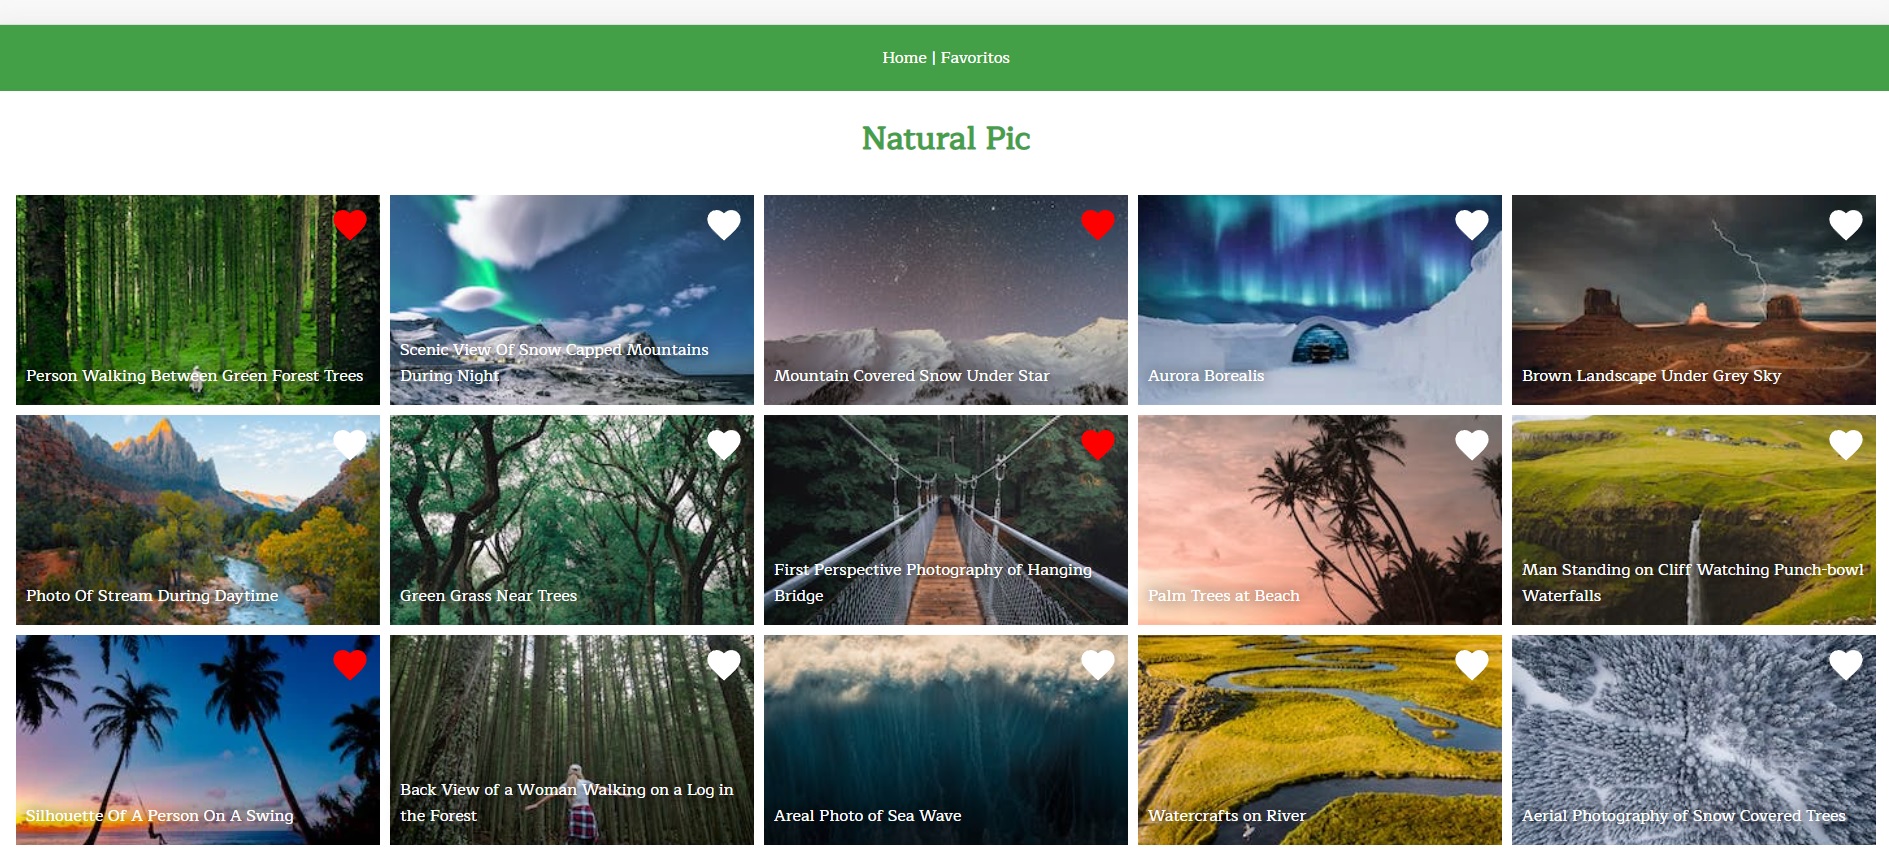 Home | Favoritos
Natural Pic
Person Walking Between Green Forest Trees
Scenic View Of Snow Capped Mountains
During Night
Mountain Covered Snow Under Star
Aurora Borealis
Brown Landscape Under Grey Sky
Photo Of Stream During Daytime
Green Grass Near Trees
First Perspective Photography of Hanging
Bridge
Palm Trees at Beach
Man Standing on Cliff Watching Punch-bowl
Waterfalls
Silhouette Of A Person On A Swing
Back View of a Woman Walking on a Log in
the Forest
Areal Photo of Sea Wave
Watercrafts on River
Aerial Photography of Snow Covered Trees